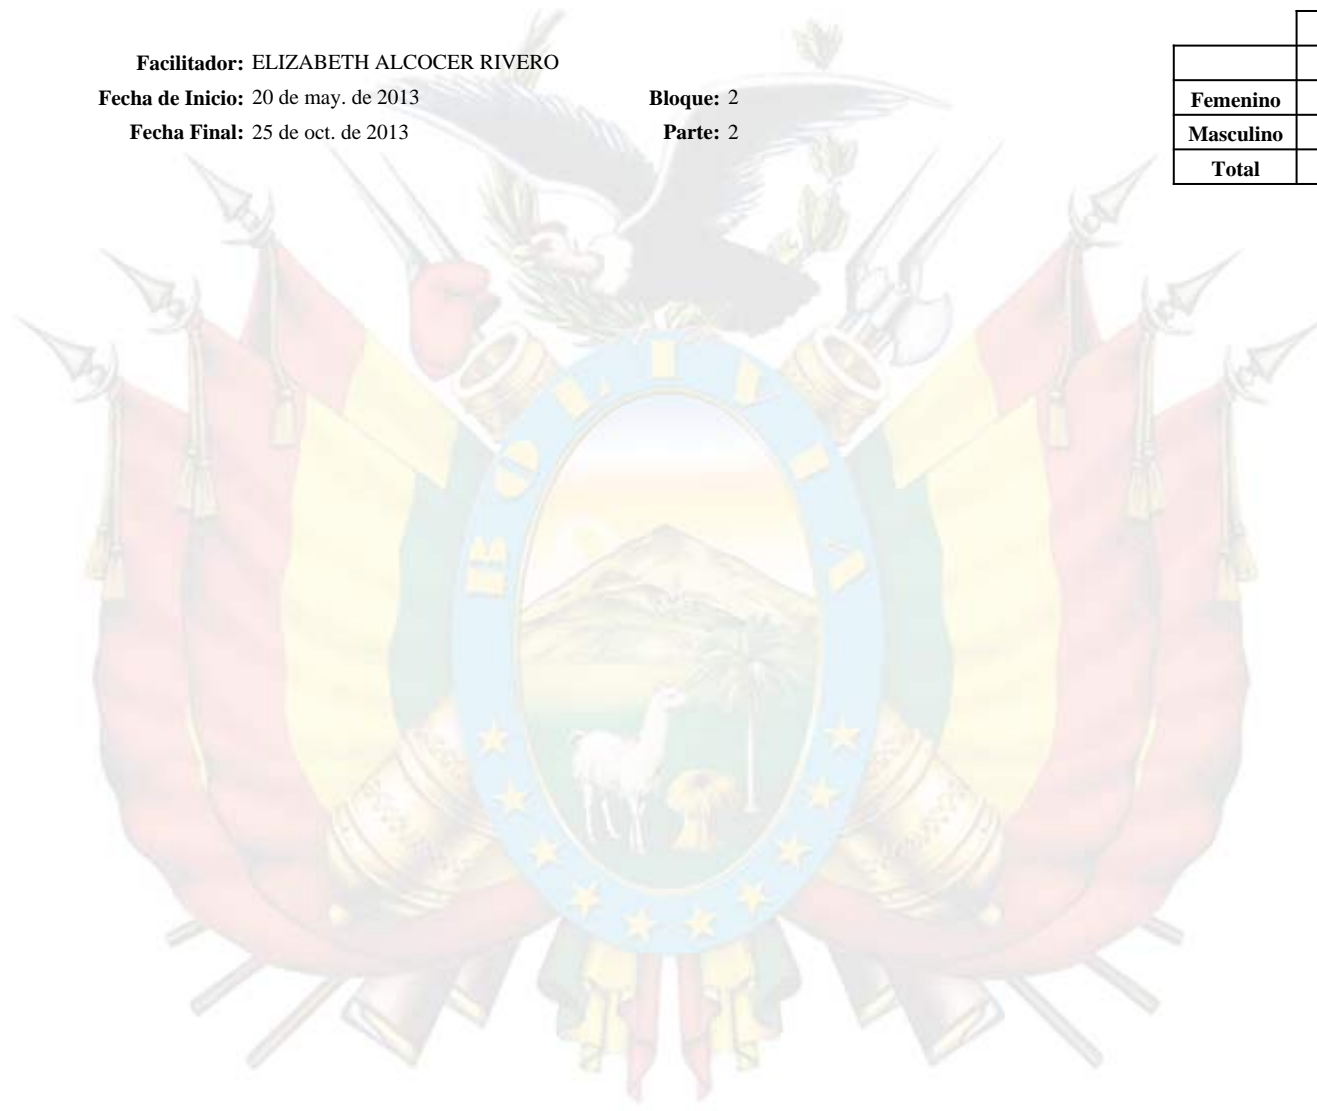 Facilitador: ELIZABETH ALCOCER RIVERO
Fecha de Inicio: 20 de may. de 2013 Bloque: 2
Fecha Final: 25 de oct. de 2013 Parte: 2
Femenino
Masculino
Total
BOLIVIA